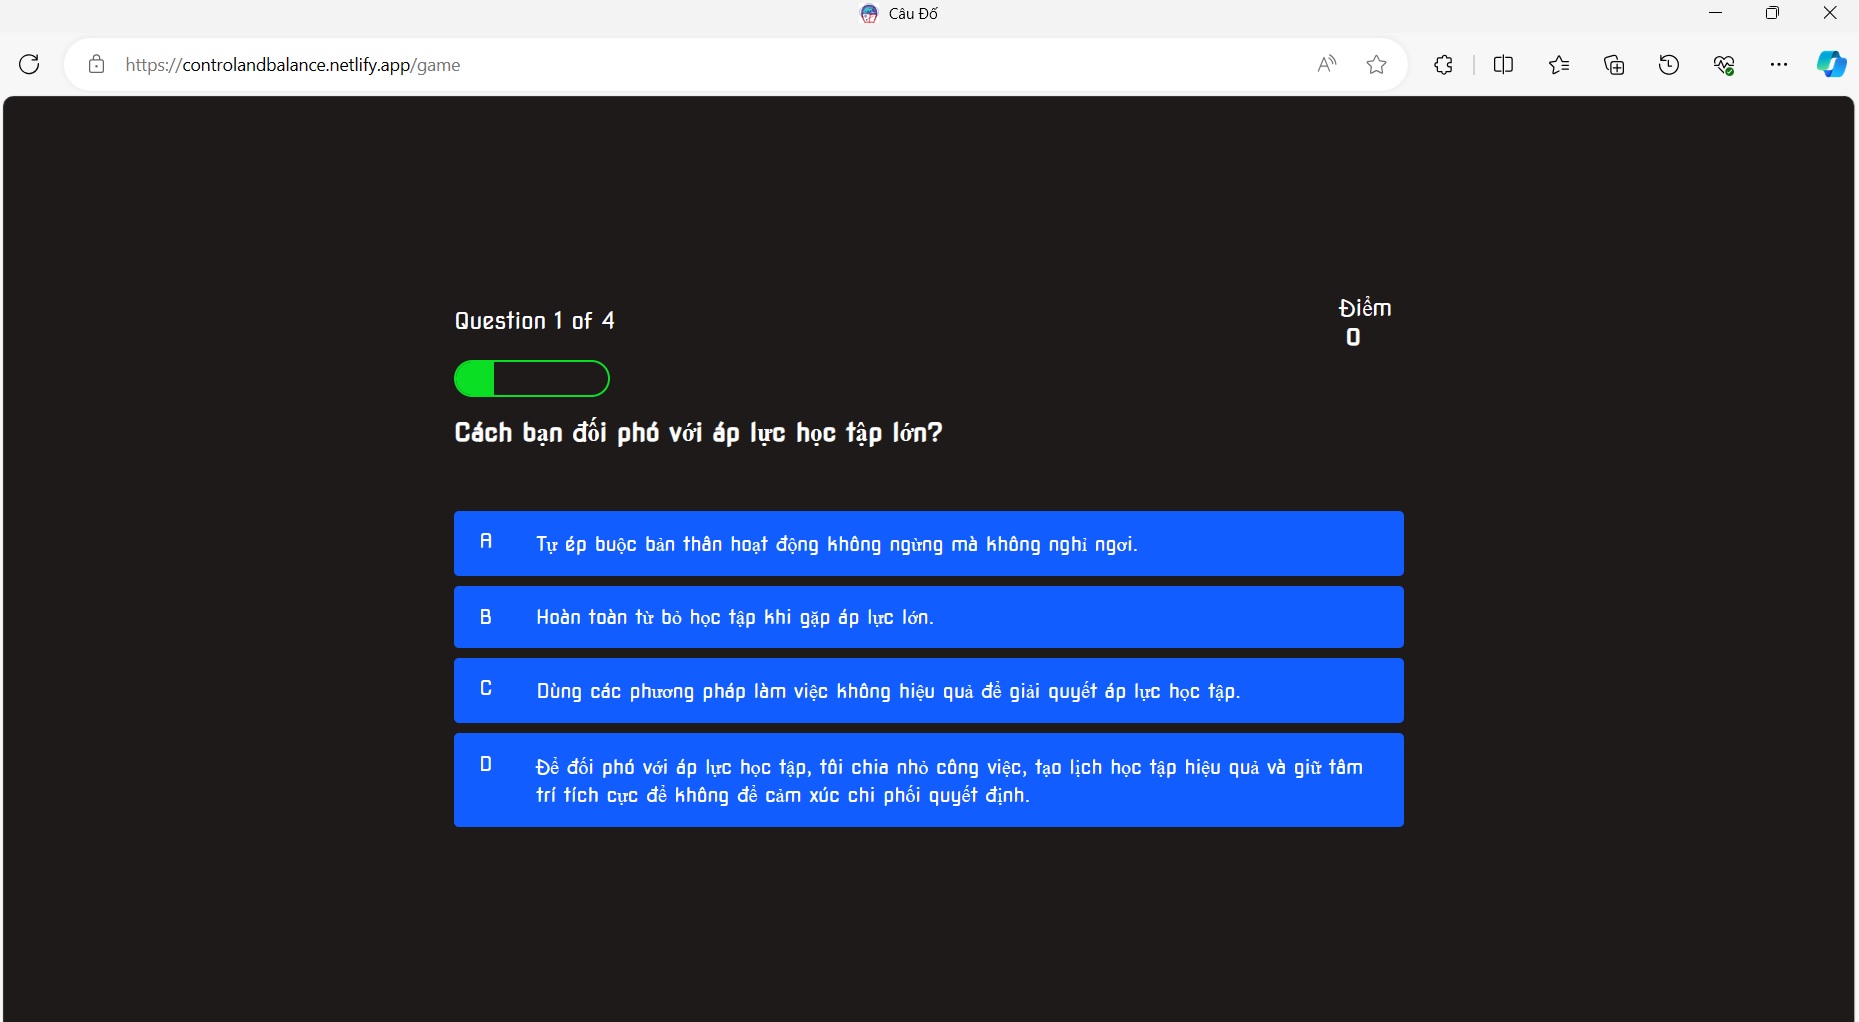 Câu Đố
https://controlandbalance.netlify.app/game
Question 1 of 4
Điểm
0
Cách bạn đối phó với áp lực học tập lớn?
A Tự ép buộc bản thân hoạt động không ngừng mà không nghỉ ngơi.
B Hoàn toàn từ bỏ học tập khi gặp áp lực lớn.
C Dùng các phương pháp làm việc không hiệu quả để giải quyết áp lực học tập.
D Để đối phó với áp lực học tập, tôi chia nhỏ công việc, tạo lịch học tập hiệu quả và giữ tâm
trí tích cực để không để cảm xúc chi phối quyết định.